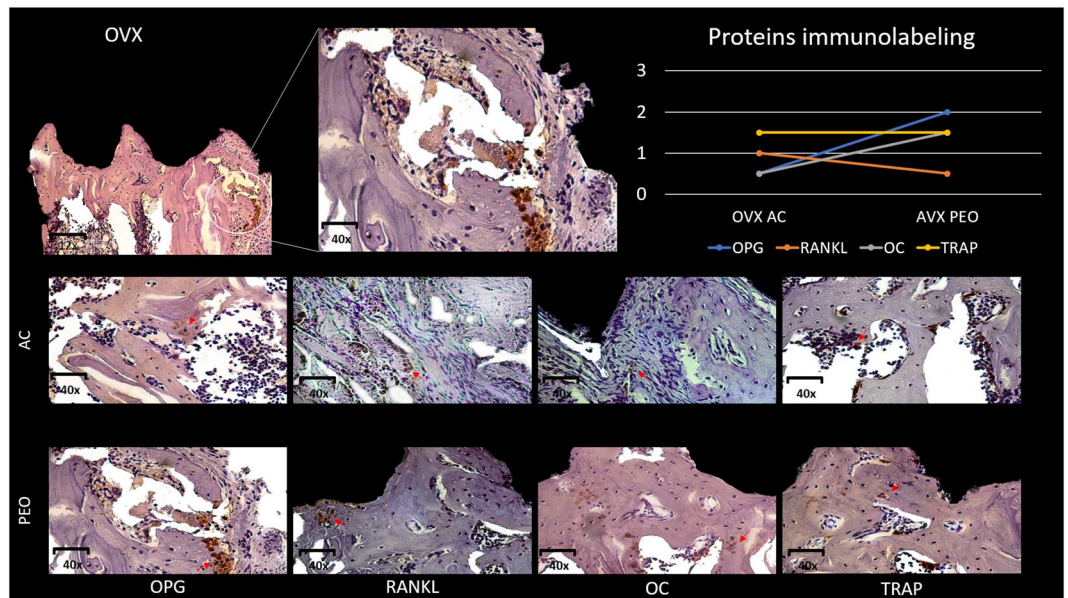 OVX
Proteins immunolabeling
3
2
1
0
OVX AC
AVX PEO
OPG
RANKL
OC
TRAP
40x
AC
40x
40x
40x
40x
PEO
40x
40x
40x
40x
OPG
RANKL
OC
TRAP